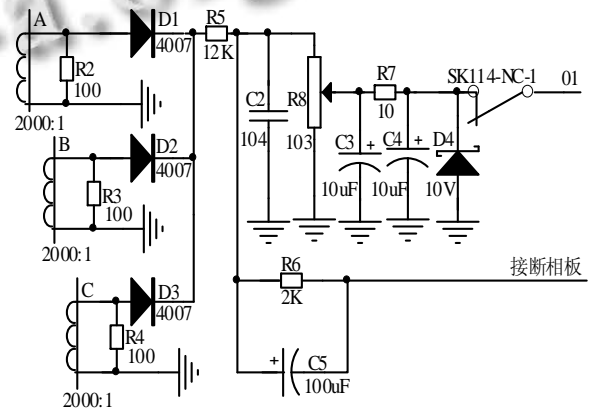 A
D1
4007
R5
12K
R2
100
2000:1
C2
104
R8
103
R7
10
SK114-NC-1
01
C3
+
10uF
C4
+
10uF
D4
10V
B
D2
4007
R3
100
2000:1
R6
2K
接断相板
C
D3
4007
R4
100
2000:1
+
C5
100uF